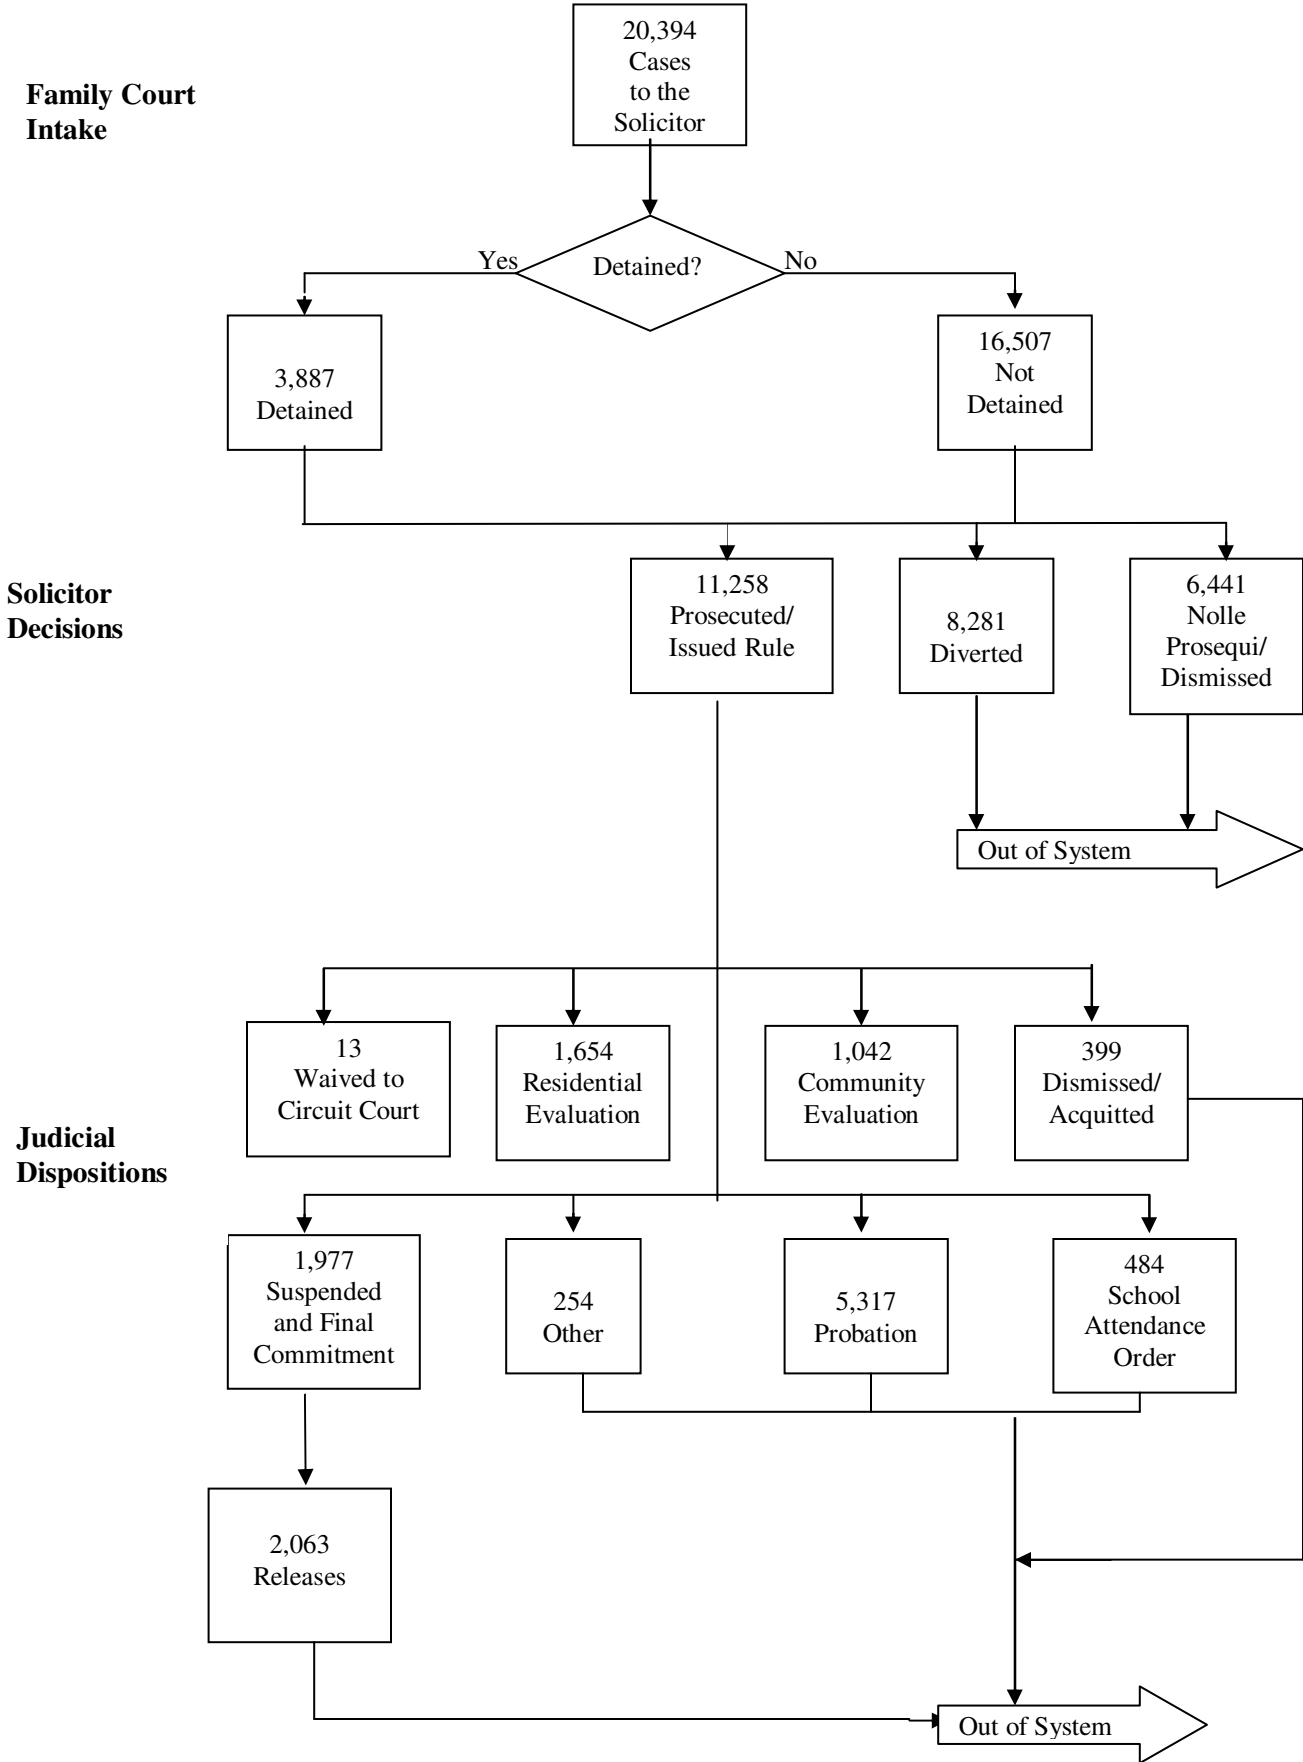 20,394
Cases
to the
Solicitor
Family Court
Intake
Yes
Detained?
No
3,887
Detained
16,507
Not
Detained
Solicitor
Decisions
11,258
Prosecuted/
Issued Rule
8,281
Diverted
6,441
Nolle
Prosequi/
Dismissed
Out of System
Judicial
Dispositions
13
Waived to
Circuit Court
1,654
Residential
Evaluation
1,042
Community
Evaluation
399
Dismissed/
Acquitted
1,977
Suspended
and Final
Commitment
254
Other
5,317
Probation
484
School
Attendance
Order
2,063
Releases
Out of System